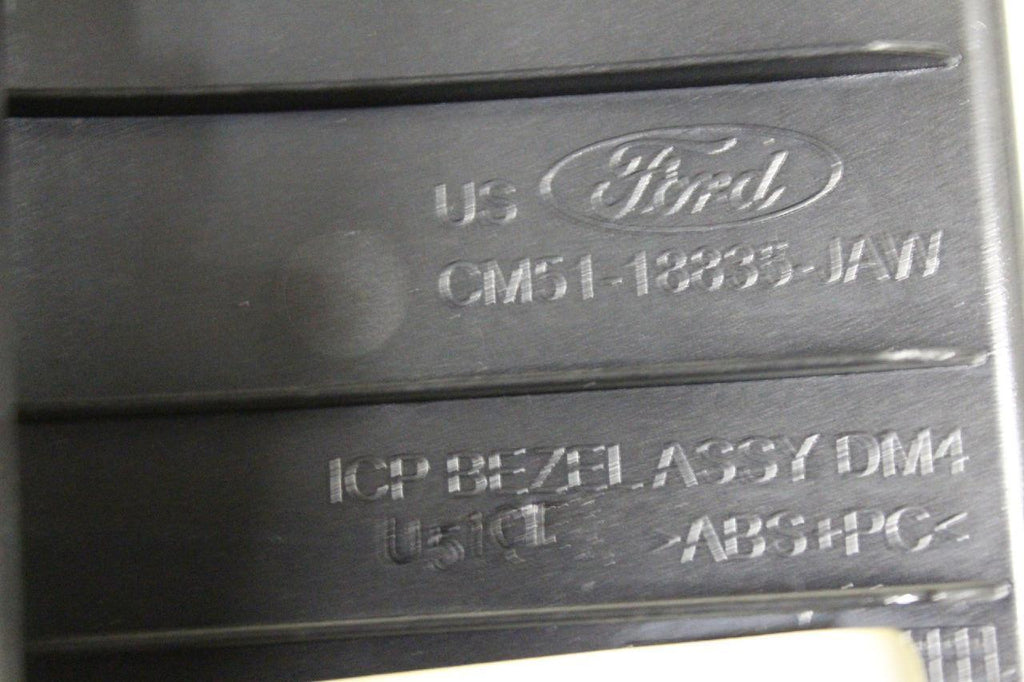 US Ford
CM51-18835-JAW
ICP BEZEL ASSY DM4
>ABS+PC<